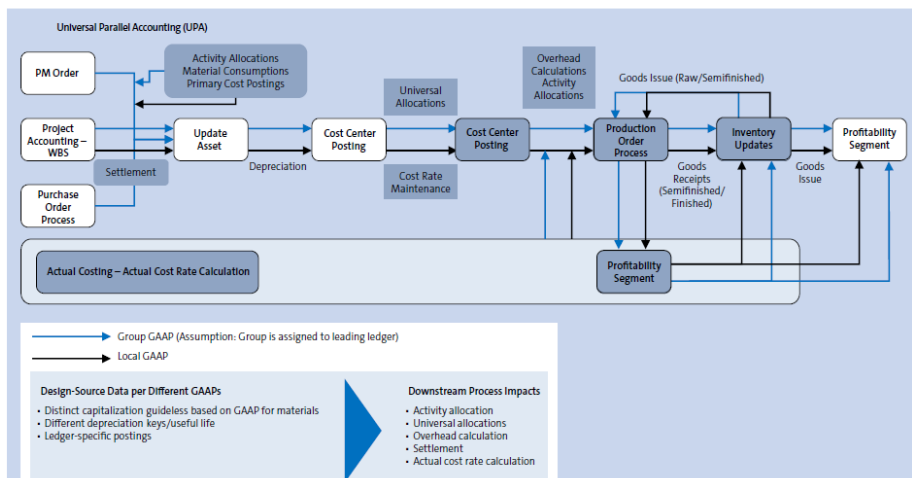 Universal Parallel Accounting (UPA)
PM Order
Activity Allocations
Material Consumptions
Primary Cost Postings
Universal
Allocations
Overhead
Calculations
Activity
Allocations
Goods Issue (Raw/Semifinished)
Project
Accounting –
WBS
Update
Asset
Cost Center
Posting
Cost Center
Posting
Production
Order
Process
Inventory
Updates
Profitability
Segment
Settlement
Depreciation
Cost Rate
Maintenance
Goods
Receipts
(Semifinished/
Finished)
Goods
Issue
Purchase
Order
Process
Actual Costing – Actual Cost Rate Calculation
Profitability
Segment
Group GAAP (Assumption: Group is assigned to leading ledger)
Local GAAP
Design-Source Data per Different GAAPs
• Distinct capitalization guideless based on GAAP for materials
• Different depreciation keys/useful life
• Ledger-specific postings
Downstream Process Impacts
• Activity allocation
• Universal allocations
• Overhead calculation
• Settlement
• Actual cost rate calculation